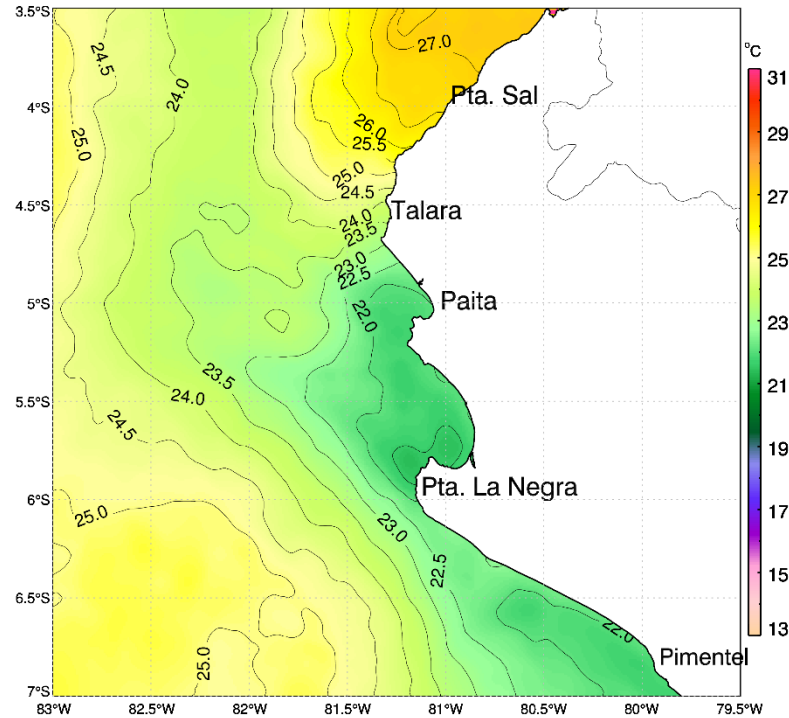 3.5°S
4°S
4.5°S
5°S
5.5°S
6°S
6.5°S
7°S
83°W
82.5°W
82°W
81.5°W
81°W
80.5°W
80°W
79.5°W
°C
31
29
27
25
23
21
19
17
15
13
Pta. Sal
Talara
Paita
Pta. La Negra
Pimentel
24.5
24.0
25.0
27.0
26.0
25.5
25.0
24.5
24.0
23.5
23.0
22.5
22.0
23.5
24.0
24.5
25.0
23.0
22.5
22.0
25.0